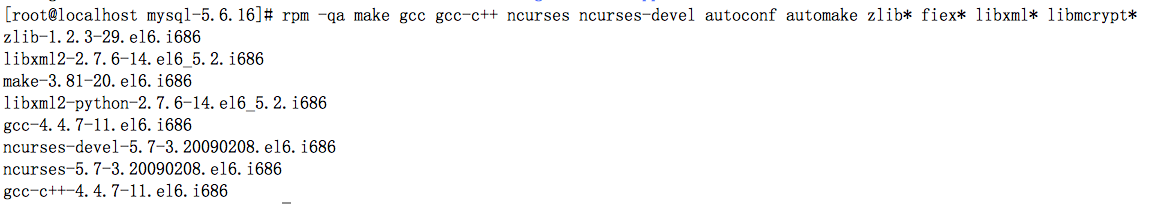 [root@localhost mysql-5.6.16]# rpm -qa make gcc gcc-c++ ncurses ncurses-devel autoconf automake zlib* fiex* libxml* libmcrypt*
zlib-1.2.3-29.el6.i686
libxml2-2.7.6-14.el6_5.2.i686
make-3.81-20.el6.i686
libxml2-python-2.7.6-14.el6_5.2.i686
gcc-4.4.7-11.el6.i686
ncurses-devel-5.7-3.20090208.el6.i686
ncurses-5.7-3.20090208.el6.i686
gcc-c++-4.4.7-11.el6.i686